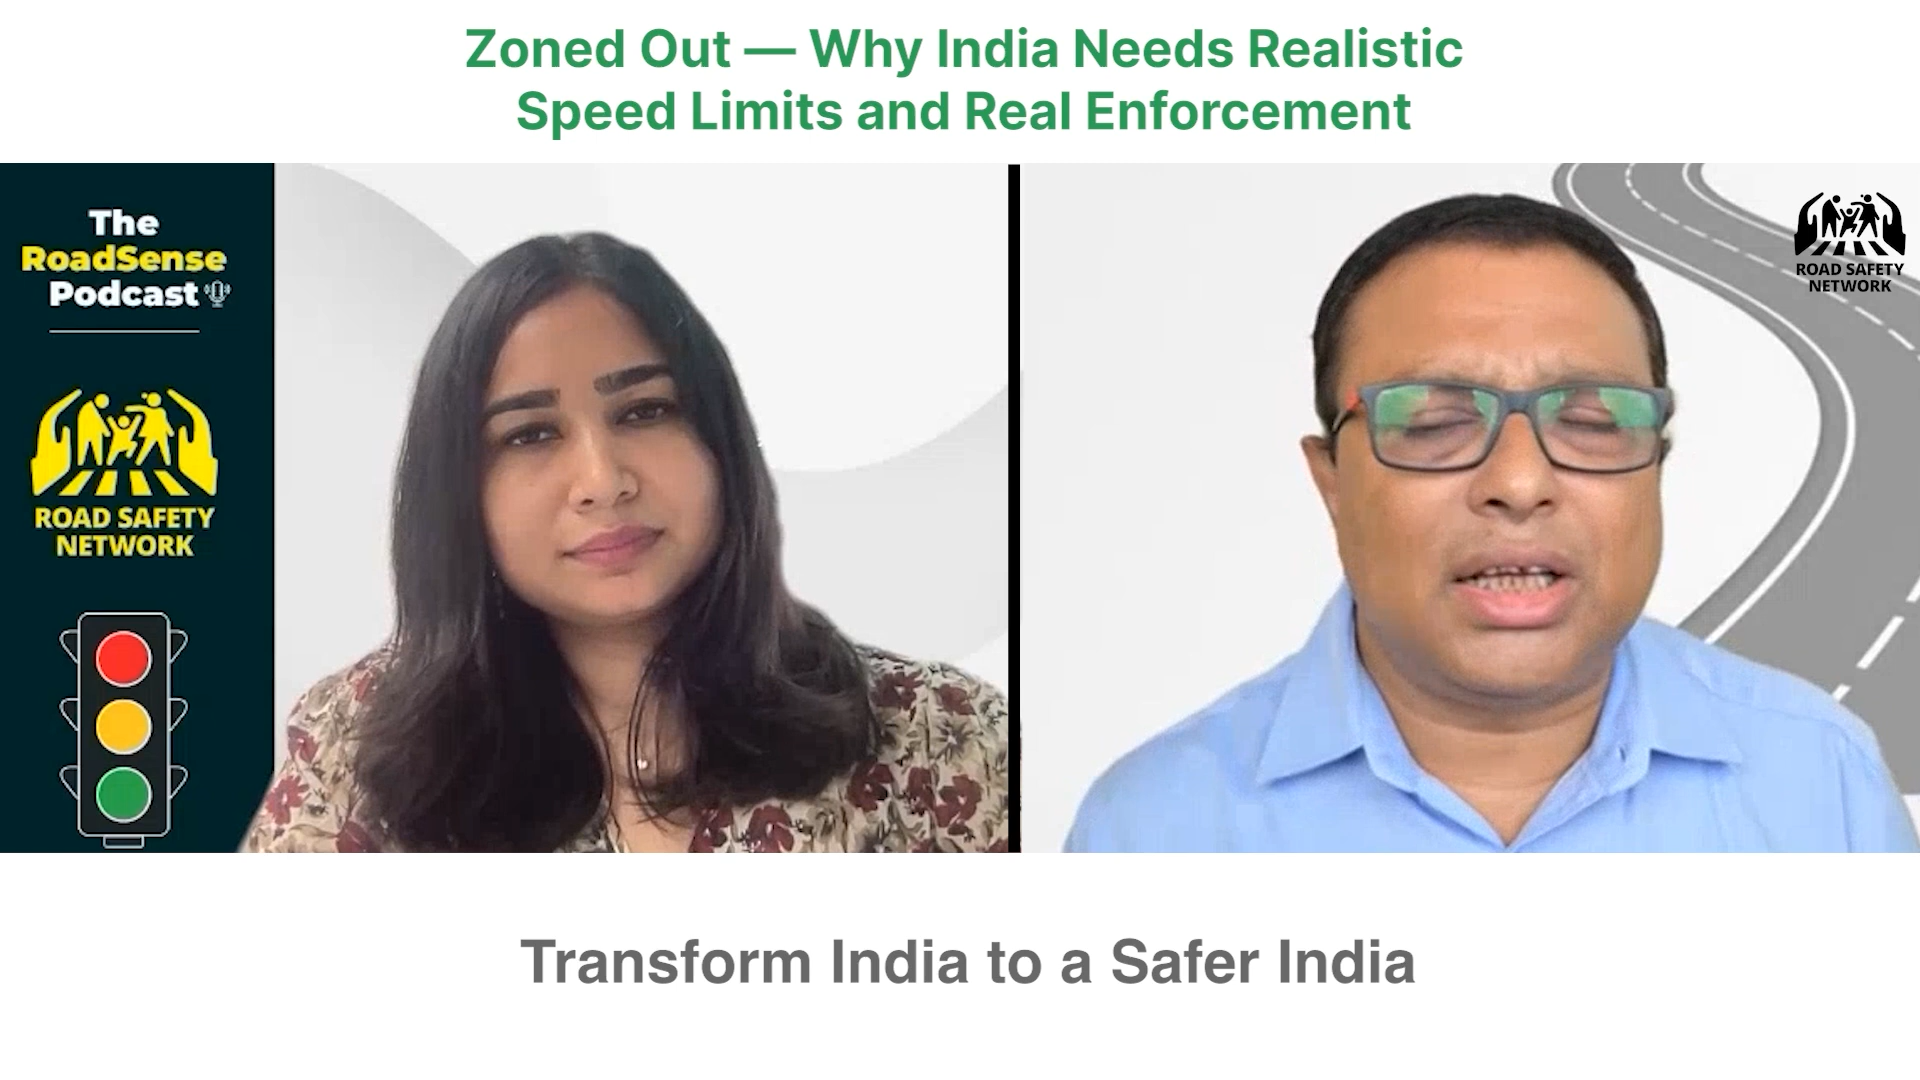 Zoned Out — Why India Needs Realistic
Speed Limits and Real Enforcement
The
RoadSense
Podcast
ROAD SAFETY
NETWORK
ROAD SAFETY
NETWORK
Transform India to a Safer India